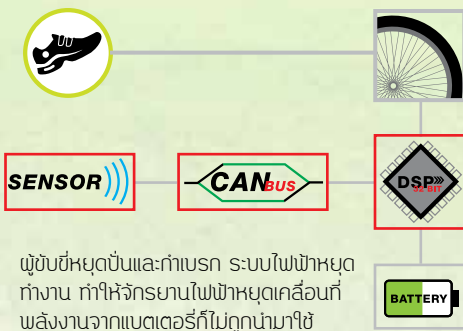 SENSOR
CAN BUS
DSP
32 BIT
ผู้ขับขี่หยุดปั่นและกำเบรก ระบบไฟฟ้าหยุด
ทำงาน ทำให้จักรยานไฟฟ้าหยุดเคลื่อนที่
พลังงานจากแบตเตอรี่ก็ไม่ถูกนำมาใช้
BATTERY